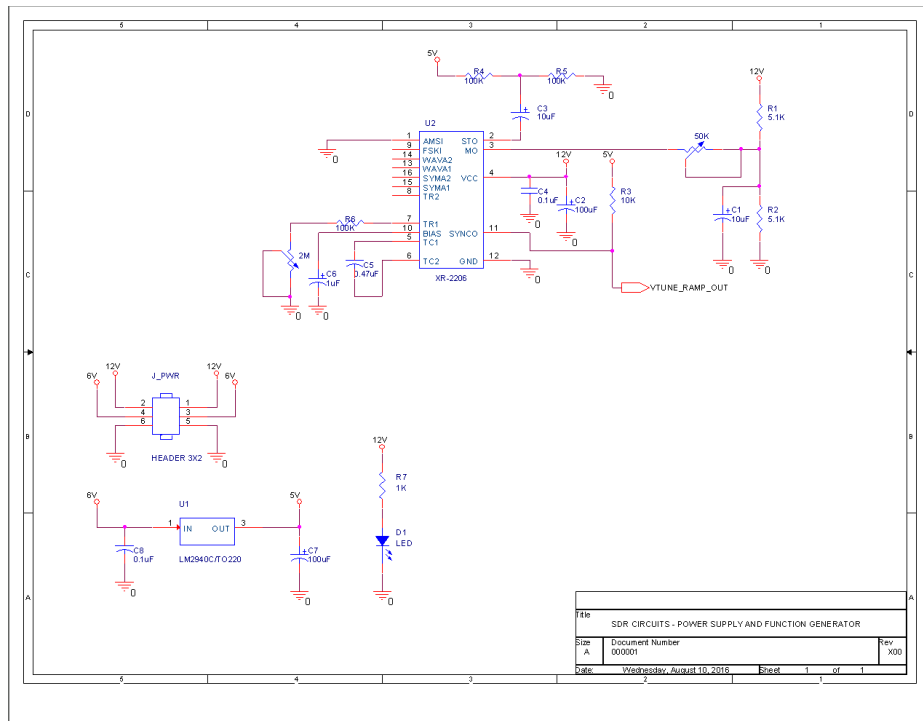 5 4 3 2 1
D
C
B
A
D
C
B
A
5V
R4
100K
R5
100K
0
C3
10uF
12V
R1
5.1K
50K
U2
1 AMSI STO 2
9 FSKI MO 3
14 WAVA2
13 WAVA1
16 SYMA2 VCC 4
15 SYMA1
8 TR2
7 TR1
10 BIAS SYNCO 11
5 TC1
6 TC2 GND 12
XR-2206
0
12V
5V
C4
0.1uF
0
C2
100uF
0
R3
10K
C1
10uF
0
R2
5.1K
0
R6
100K
2M
0
C6
1uF
0
C5
0.47uF
0
VTUNE_RAMP_OUT
6V 12V J_PWR 12V 6V
2 1
4 3
6 5
0 0
HEADER 3X2
6V
U1
5V
1 IN OUT 3
LM2940C/TO220
C8
0.1uF
0
C7
100uF
0
12V
R7
1K
D1
LED
0
Title
SDR CIRCUITS - POWER SUPPLY AND FUNCTION GENERATOR
Size Document Number Rev
A 000001 X00
Date: Wednesday, August 10, 2016 Sheet 1 of 1
5 4 3 2 1